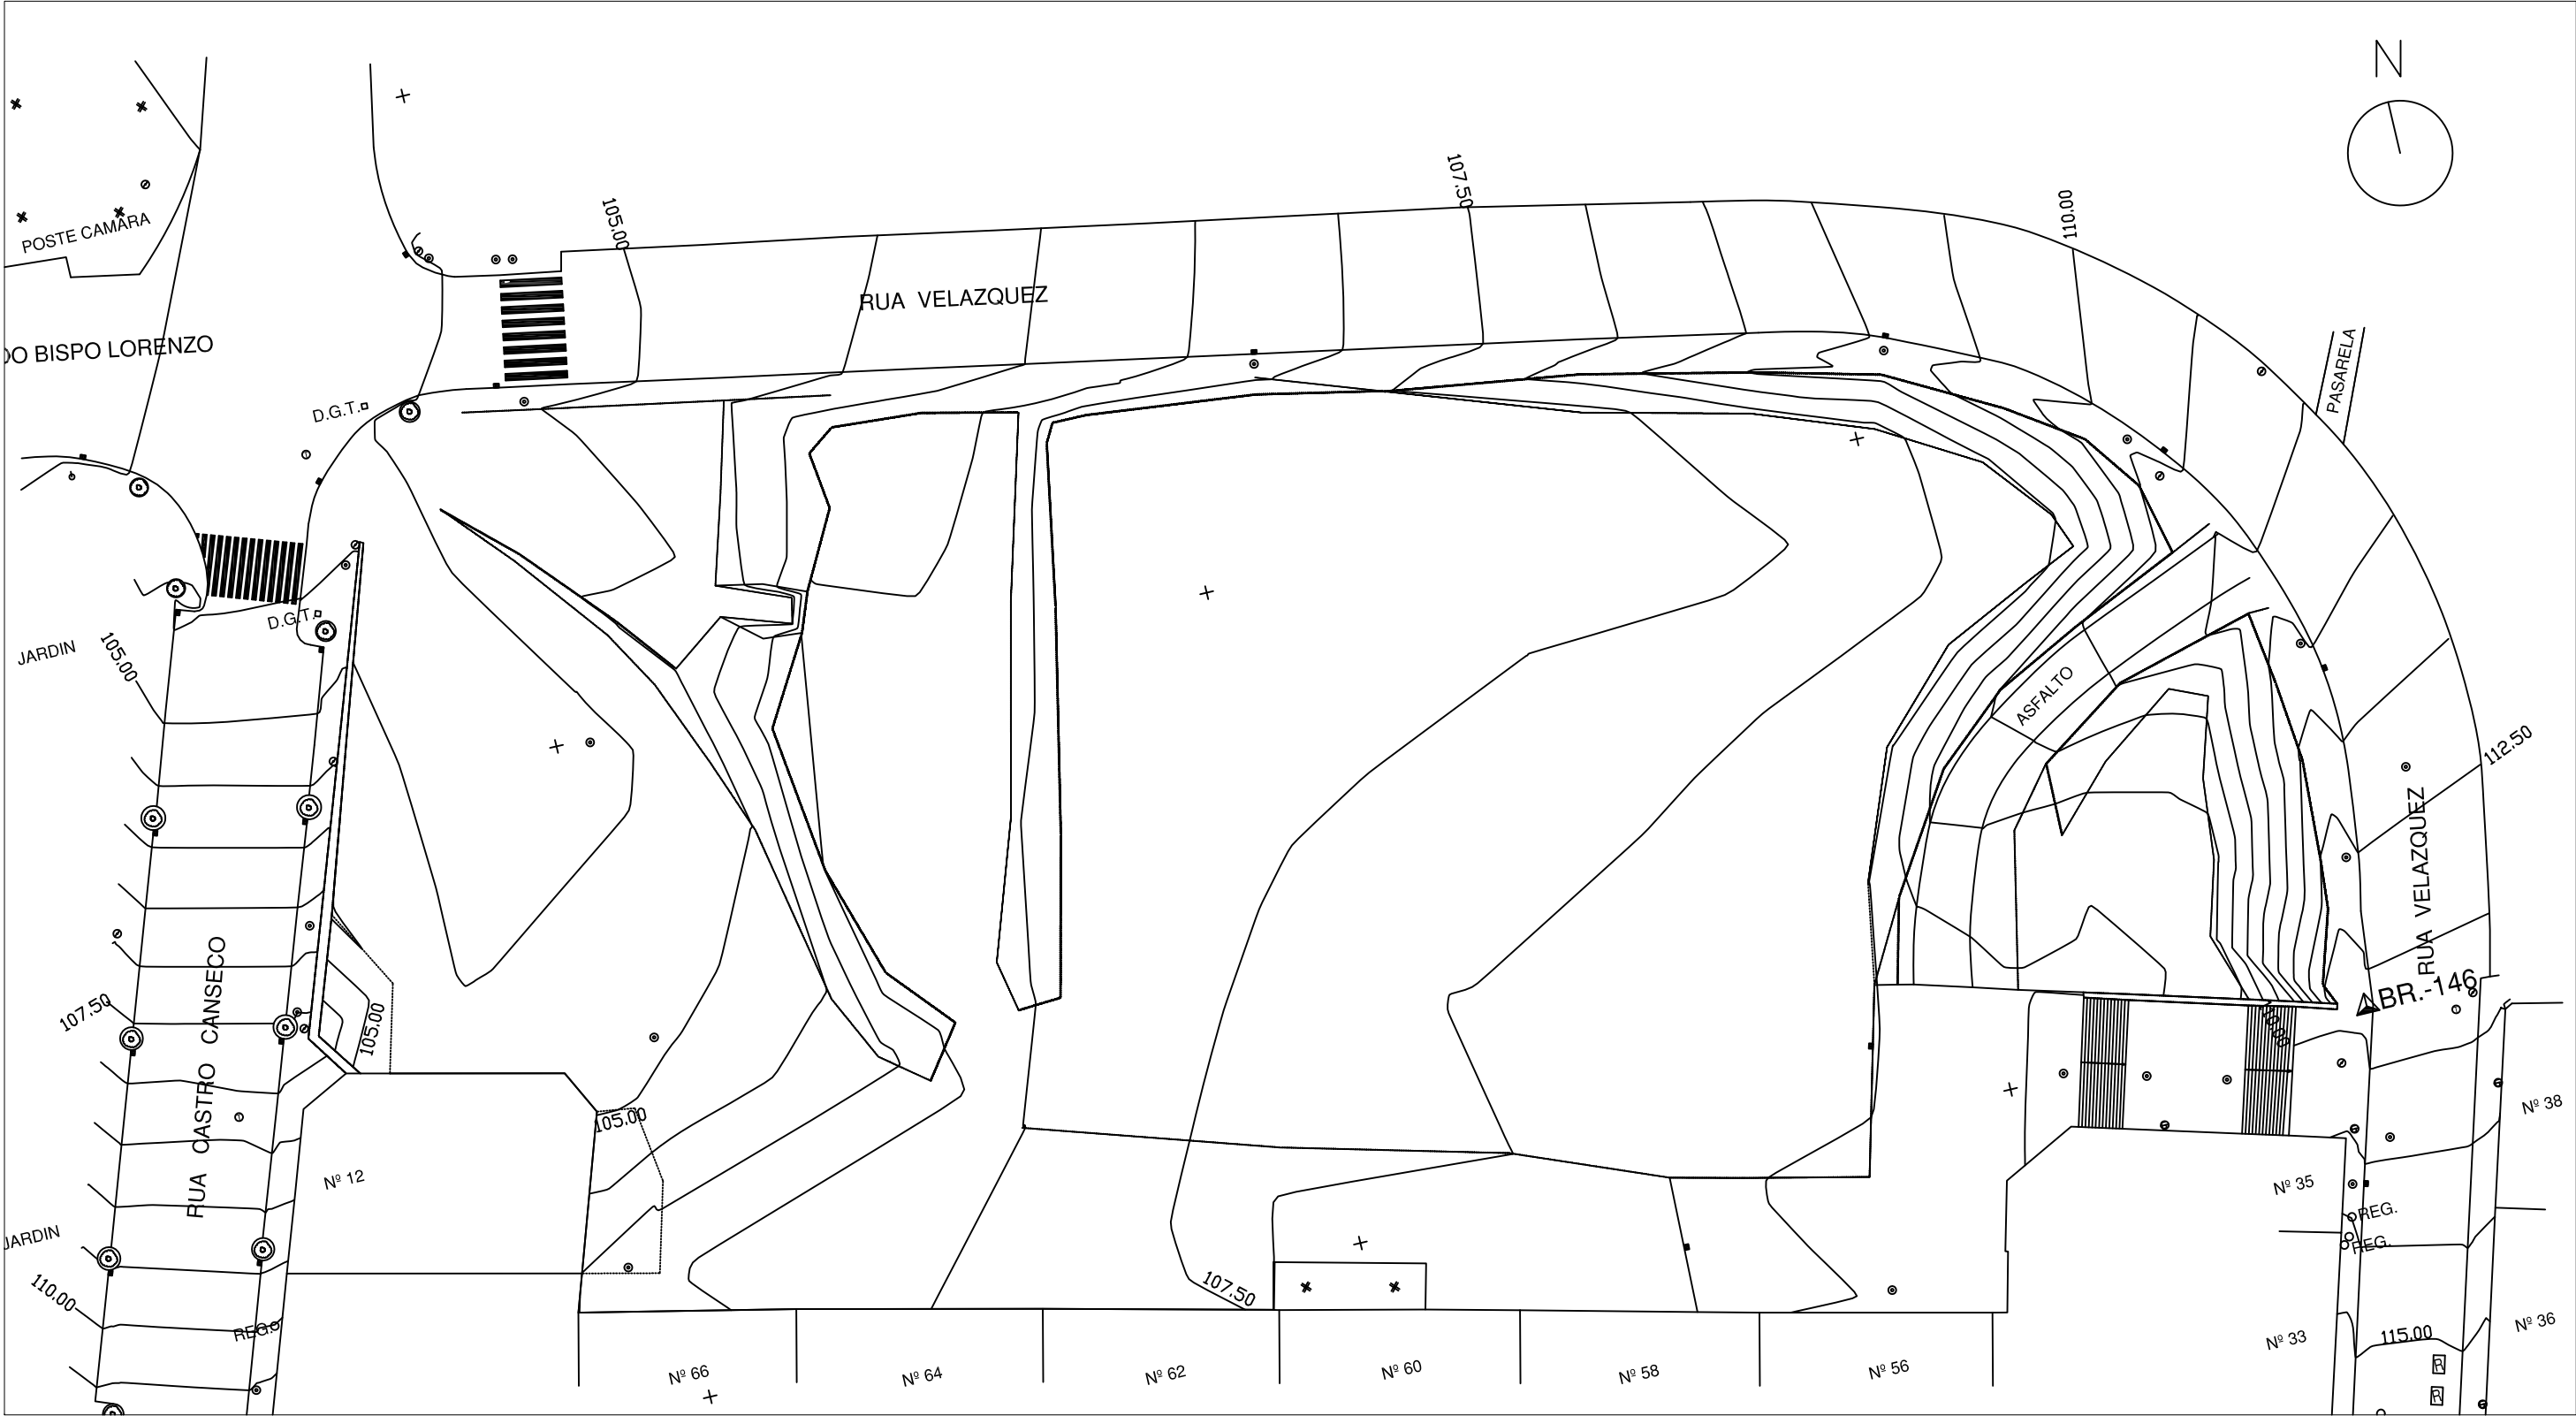 N
107.50
110.00
105.00
POSTE CAMARA
RUA VELAZQUEZ
DO BISPO LORENZO
PASARELA
D.G.T.
D.G.T.
JARDIN
105.00
ASFALTO
112.50
RUA VELAZQUEZ
RUA CASTRO CANSECO
BR.-146
107.50
105.00
105.00
Nº 38
Nº 12
Nº 35
REG.
REG.
JARDIN
110.00
107.50
REG.
Nº 33
115.00
Nº 36
R
R
Nº 66
Nº 64
Nº 62
Nº 60
Nº 58
Nº 56